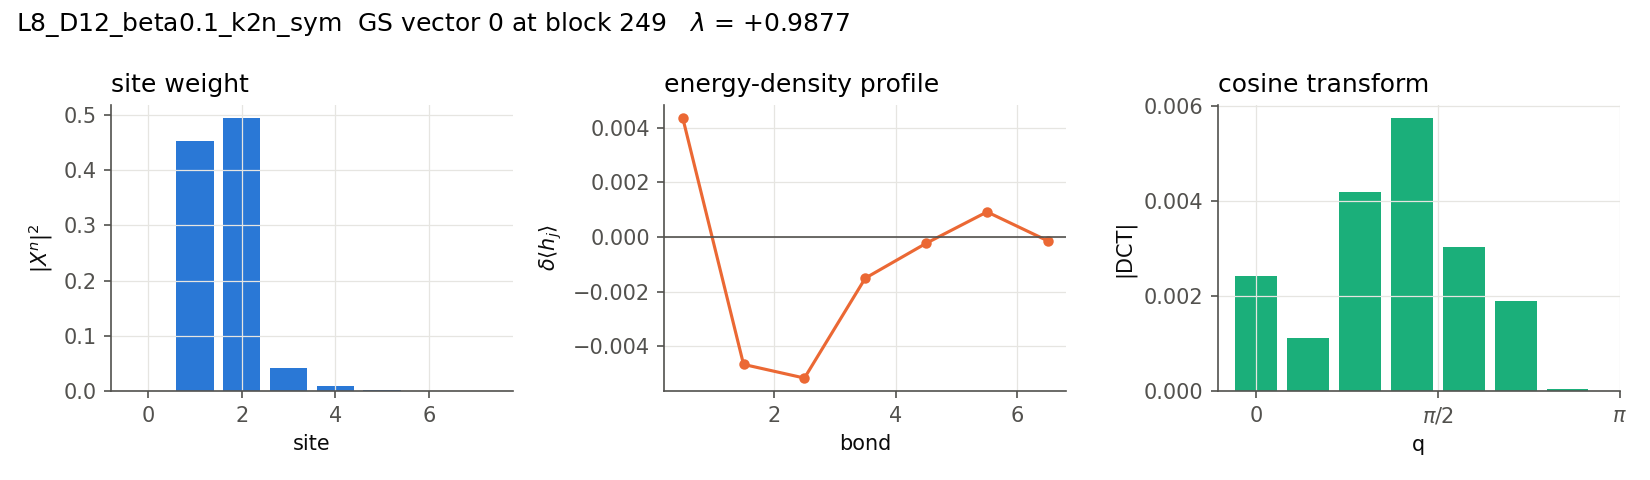 L8_D12_beta0.1_k2n_sym  GS vector 0 at block 249   λ = +0.9877
site weight
|Xⁿ|²
0.5
0.4
0.3
0.2
0.1
0.0
0 2 4 6
site
energy-density profile
δ⟨hⱼ⟩
0.004
0.002
0.000
−0.002
−0.004
2 4 6
bond
cosine transform
|DCT|
0.006
0.004
0.002
0.000
0 π/2 π
q